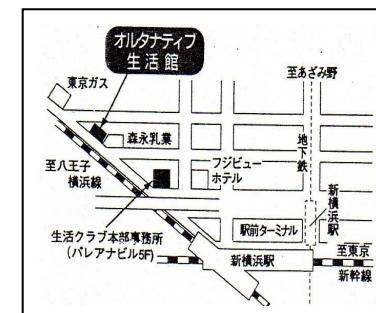 オルタナティブ
生活館
東京ガス
至あざみ野
森永乳業
地下鉄
至八王子
横浜線
フジビュー
ホテル
新横浜駅
生活クラブ本部事務所
(パレアナビル5F)
駅前ターミナル
新横浜駅
至東京
新幹線